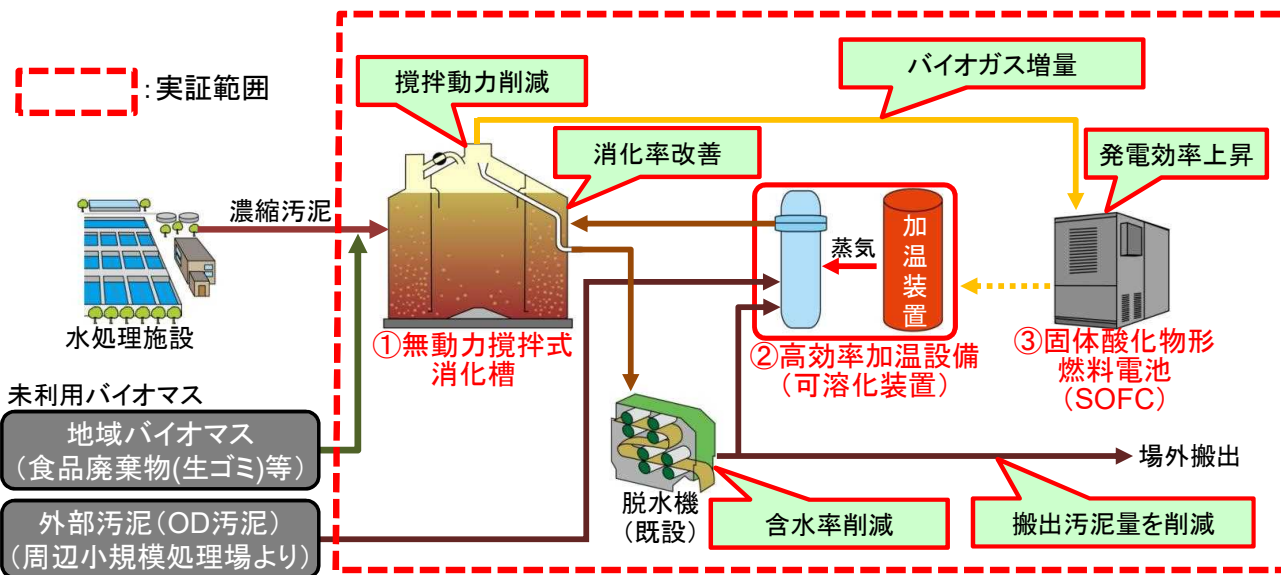 :実証範囲
攪拌動力削減
バイオガス増量
消化率改善
発電効率上昇
濃縮汚泥
加温装置
蒸気
水処理施設
①無動力撹拌式
消化槽
②高効率加温設備
(可溶化装置)
③固体酸化物形
燃料電池
(SOFC)
未利用バイオマス
地域バイオマス
(食品廃棄物(生ゴミ)等)
外部汚泥(OD汚泥)
(周辺小規模処理場より)
脱水機
(既設)
場外搬出
含水率削減
搬出汚泥量を削減